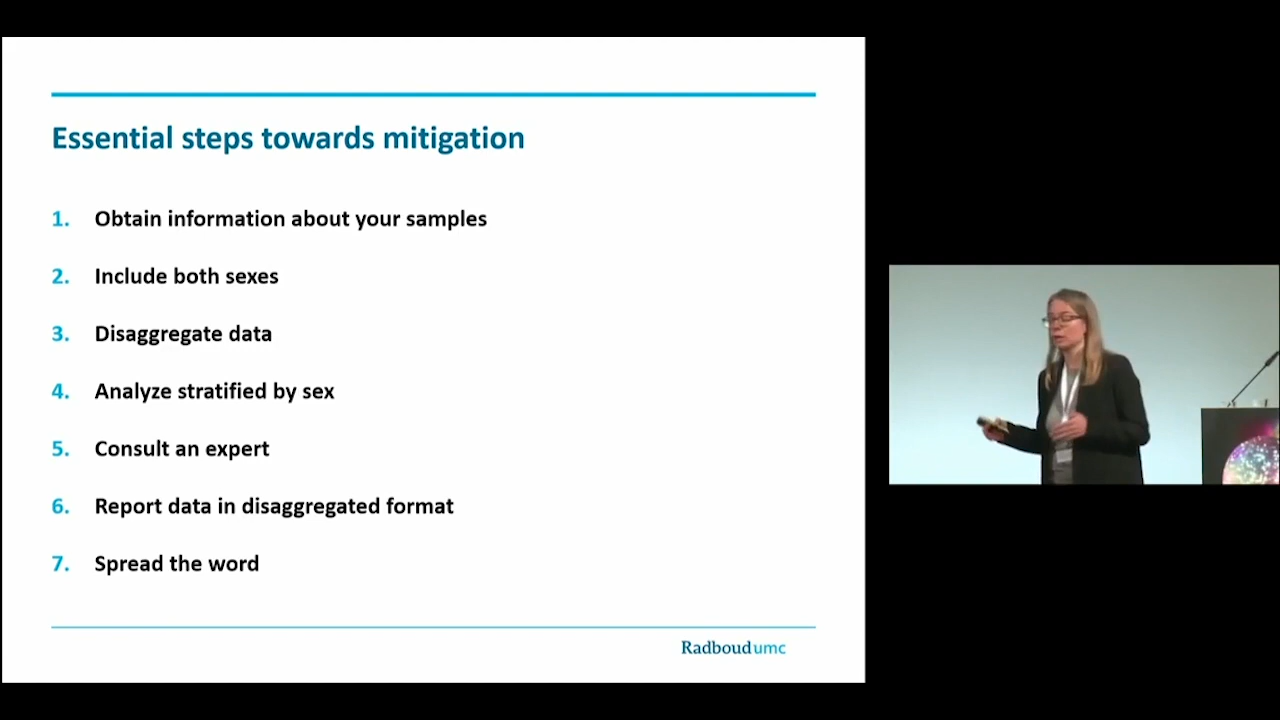 Essential steps towards mitigation
1. Obtain information about your samples
2. Include both sexes
3. Disaggregate data
4. Analyze stratified by sex
5. Consult an expert
6. Report data in disaggregated format
7. Spread the word
Radboudumc